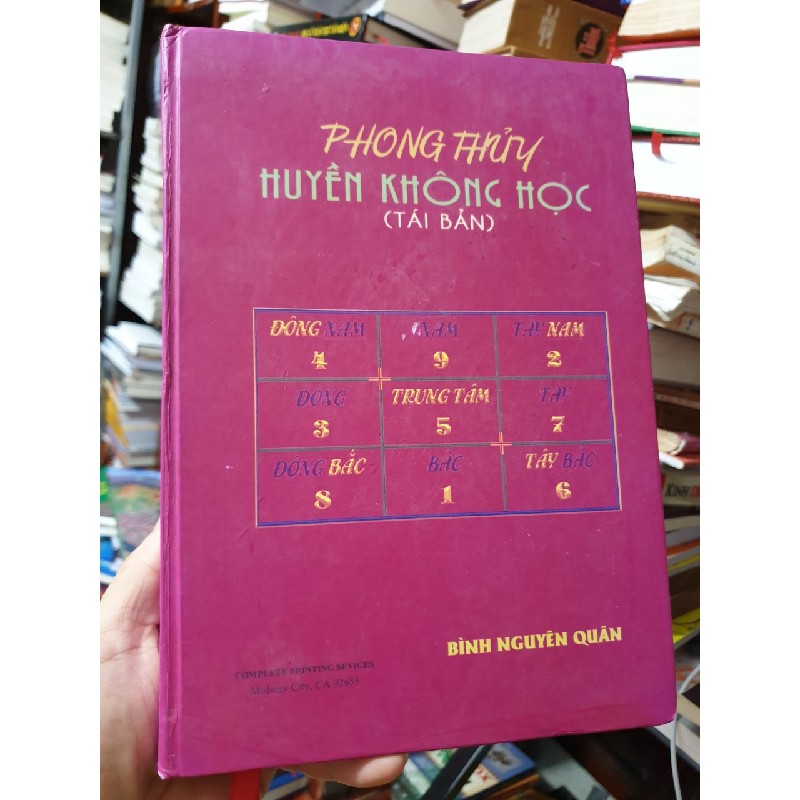 PHONG THỦY
HUYỀN KHÔNG HỌC
(TÁI BẢN)
ĐÔNG NAM NAM TAY NAM
4 9 2
ĐÔNG TRUNG TÂM TÂY
3 5 7
ĐÔNG BẮC BẮC TÂY BẮC
8 1 6
BÌNH NGUYÊN QUÂN
COMPLETE PRINTING SEVICES
Midway City, CA 92655